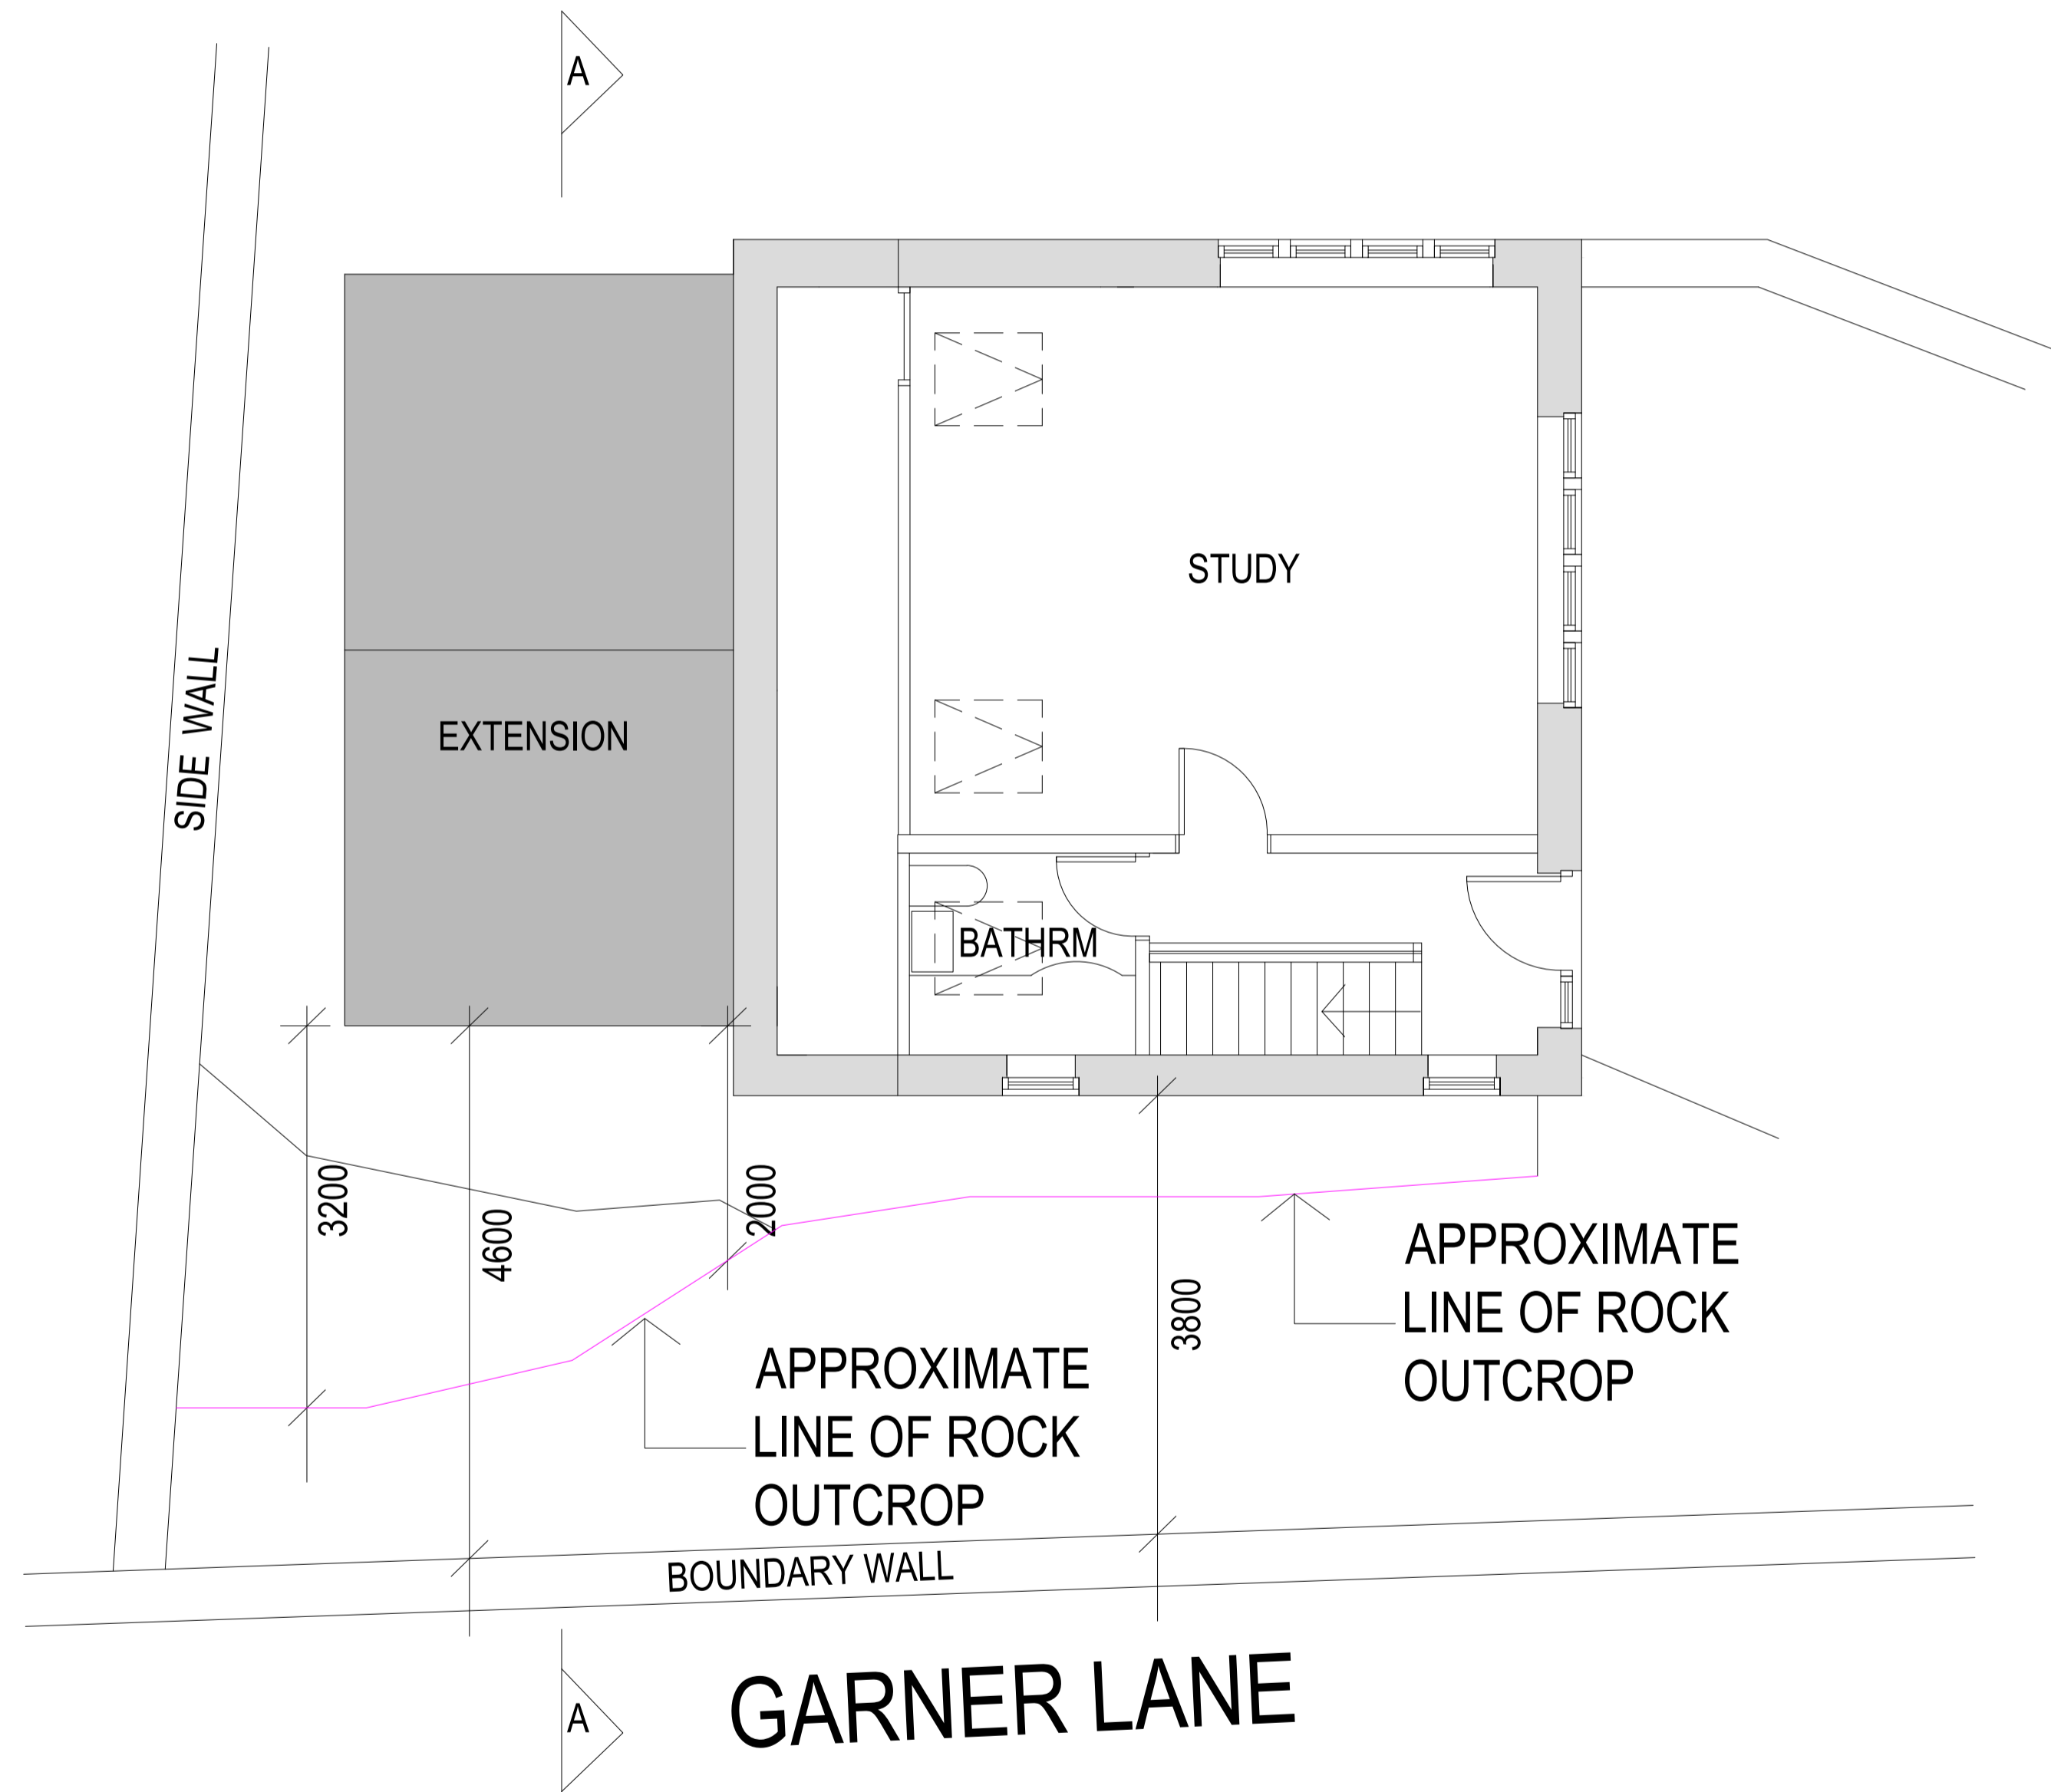 A
STUDY
SIDE WALL
EXTENSION
BATHRM
32000
4600
2000
3800
APPROXIMATE
LINE OF ROCK
OUTCROP
APPROXIMATE
LINE OF ROCK
OUTCROP
BOUNDARY WALL
GARNER LANE
A